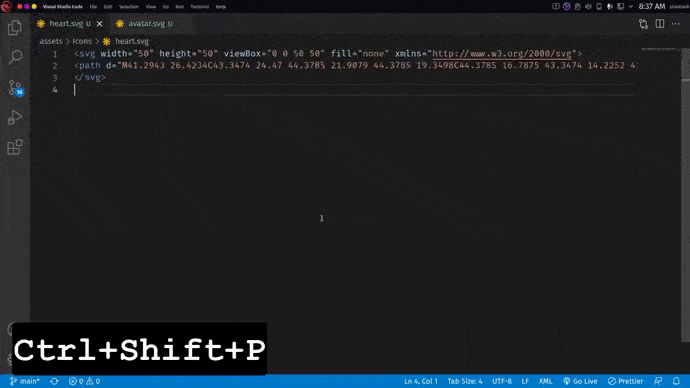 Visual Studio Code File Edit Selection View Go Run Terminal Help 8:37 AM
heart.svg U avatar.svg U
assets > Icons > heart.svg
1 <svg width="50" height="50" viewBox="0 0 50 50" fill="none" xmlns="http://www.w3.org/2000/svg">
2 <path d="M41.2943 26.4234C43.3474 24.47 44.3785 21.9079 44.3785 19.3498C44.3785 16.7875 43.3474 14.2252 4
3 </svg>
4
16
Ctrl+Shift+P
main* 0 0 Ln 4, Col 1 Tab Size: 4 UTF-8 LF XML Go Live Prettier